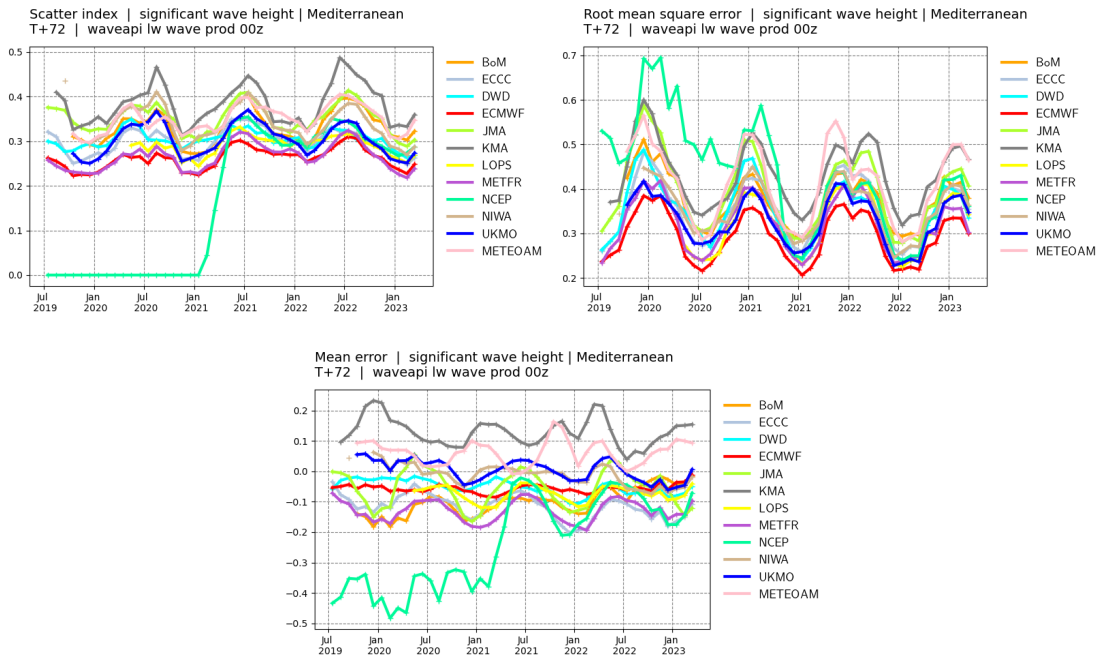 Scatter index | significant wave height | Mediterranean
T+72 | waveapi lw wave prod 00z
0.5
0.4
0.3
0.2
0.1
0.0
Jul 2019
Jan 2020
Jul 2020
Jan 2021
Jul 2021
Jan 2022
Jul 2022
Jan 2023
BoM
ECCC
DWD
ECMWF
JMA
KMA
LOPS
METFR
NCEP
NIWA
UKMO
METEOAM
Root mean square error | significant wave height | Mediterranean
T+72 | waveapi lw wave prod 00z
0.7
0.6
0.5
0.4
0.3
0.2
Jul 2019
Jan 2020
Jul 2020
Jan 2021
Jul 2021
Jan 2022
Jul 2022
Jan 2023
BoM
ECCC
DWD
ECMWF
JMA
KMA
LOPS
METFR
NCEP
NIWA
UKMO
METEOAM
Mean error | significant wave height | Mediterranean
T+72 | waveapi lw wave prod 00z
0.2
0.1
0.0
−0.1
−0.2
−0.3
−0.4
−0.5
Jul 2019
Jan 2020
Jul 2020
Jan 2021
Jul 2021
Jan 2022
Jul 2022
Jan 2023
BoM
ECCC
DWD
ECMWF
JMA
KMA
LOPS
METFR
NCEP
NIWA
UKMO
METEOAM